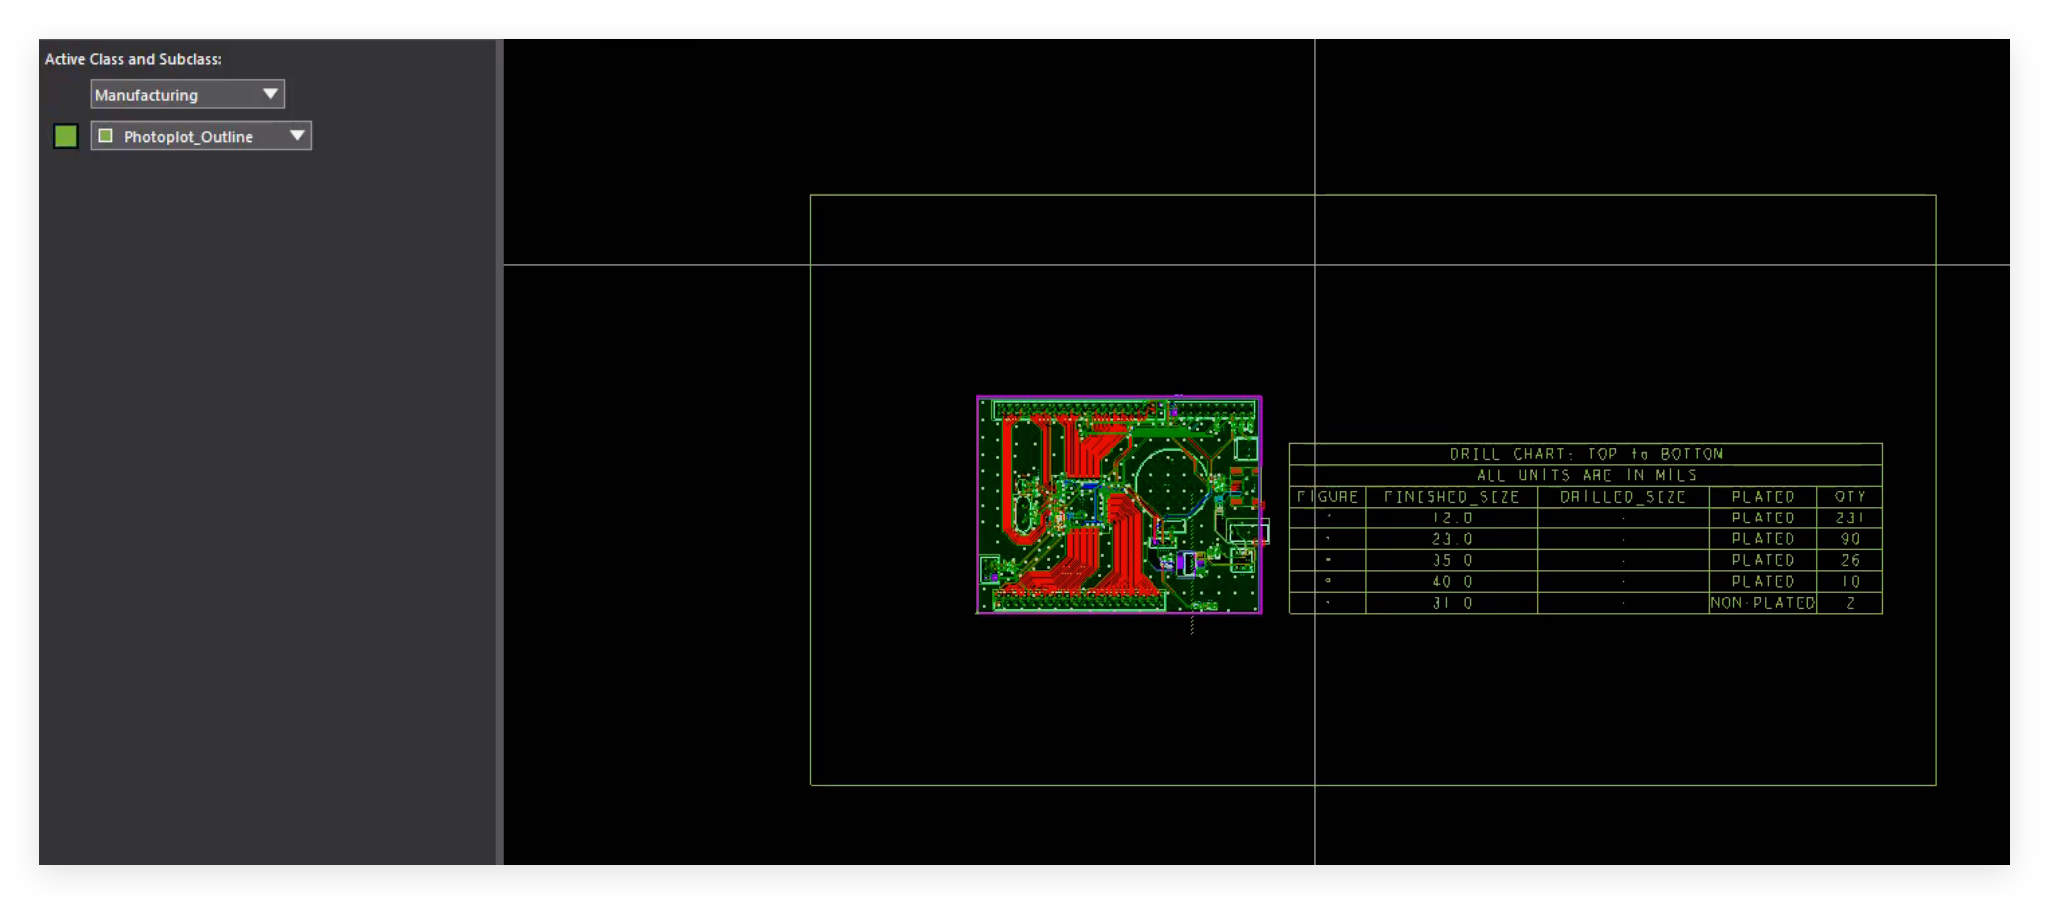 Active Class and Subclass:
Manufacturing
Photoplot_Outline
DRILL CHART: TOP to BOTTOM
ALL UNITS ARE IN MILS
FIGURE FINISHED_SIZE DRILLED_SIZE PLATED QTY
12.0 PLATED 231
23.0 PLATED 90
35.0 PLATED 26
40.0 PLATED 10
31.0 NON-PLATED 2